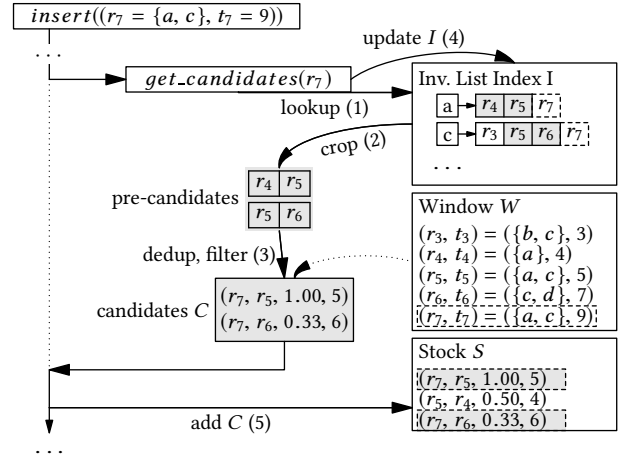 insert((r₇ = {a, c}, t₇ = 9))
. . .
update I (4)
get_candidates(r₇)
lookup (1)
Inv. List Index I
a r₄ r₅ r₇
c r₃ r₅ r₆ r₇
. . .
crop (2)
pre-candidates
r₄ r₅
r₅ r₆
dedup, filter (3)
Window W
(r₃, t₃) = ({b, c}, 3)
(r₄, t₄) = ({a}, 4)
(r₅, t₅) = ({a, c}, 5)
(r₆, t₆) = ({c, d}, 7)
(r₇, t₇) = ({a, c}, 9)
candidates C
(r₇, r₅, 1.00, 5)
(r₇, r₆, 0.33, 6)
Stock S
(r₇, r₅, 1.00, 5)
(r₅, r₄, 0.50, 4)
(r₇, r₆, 0.33, 6)
add C (5)
. . .